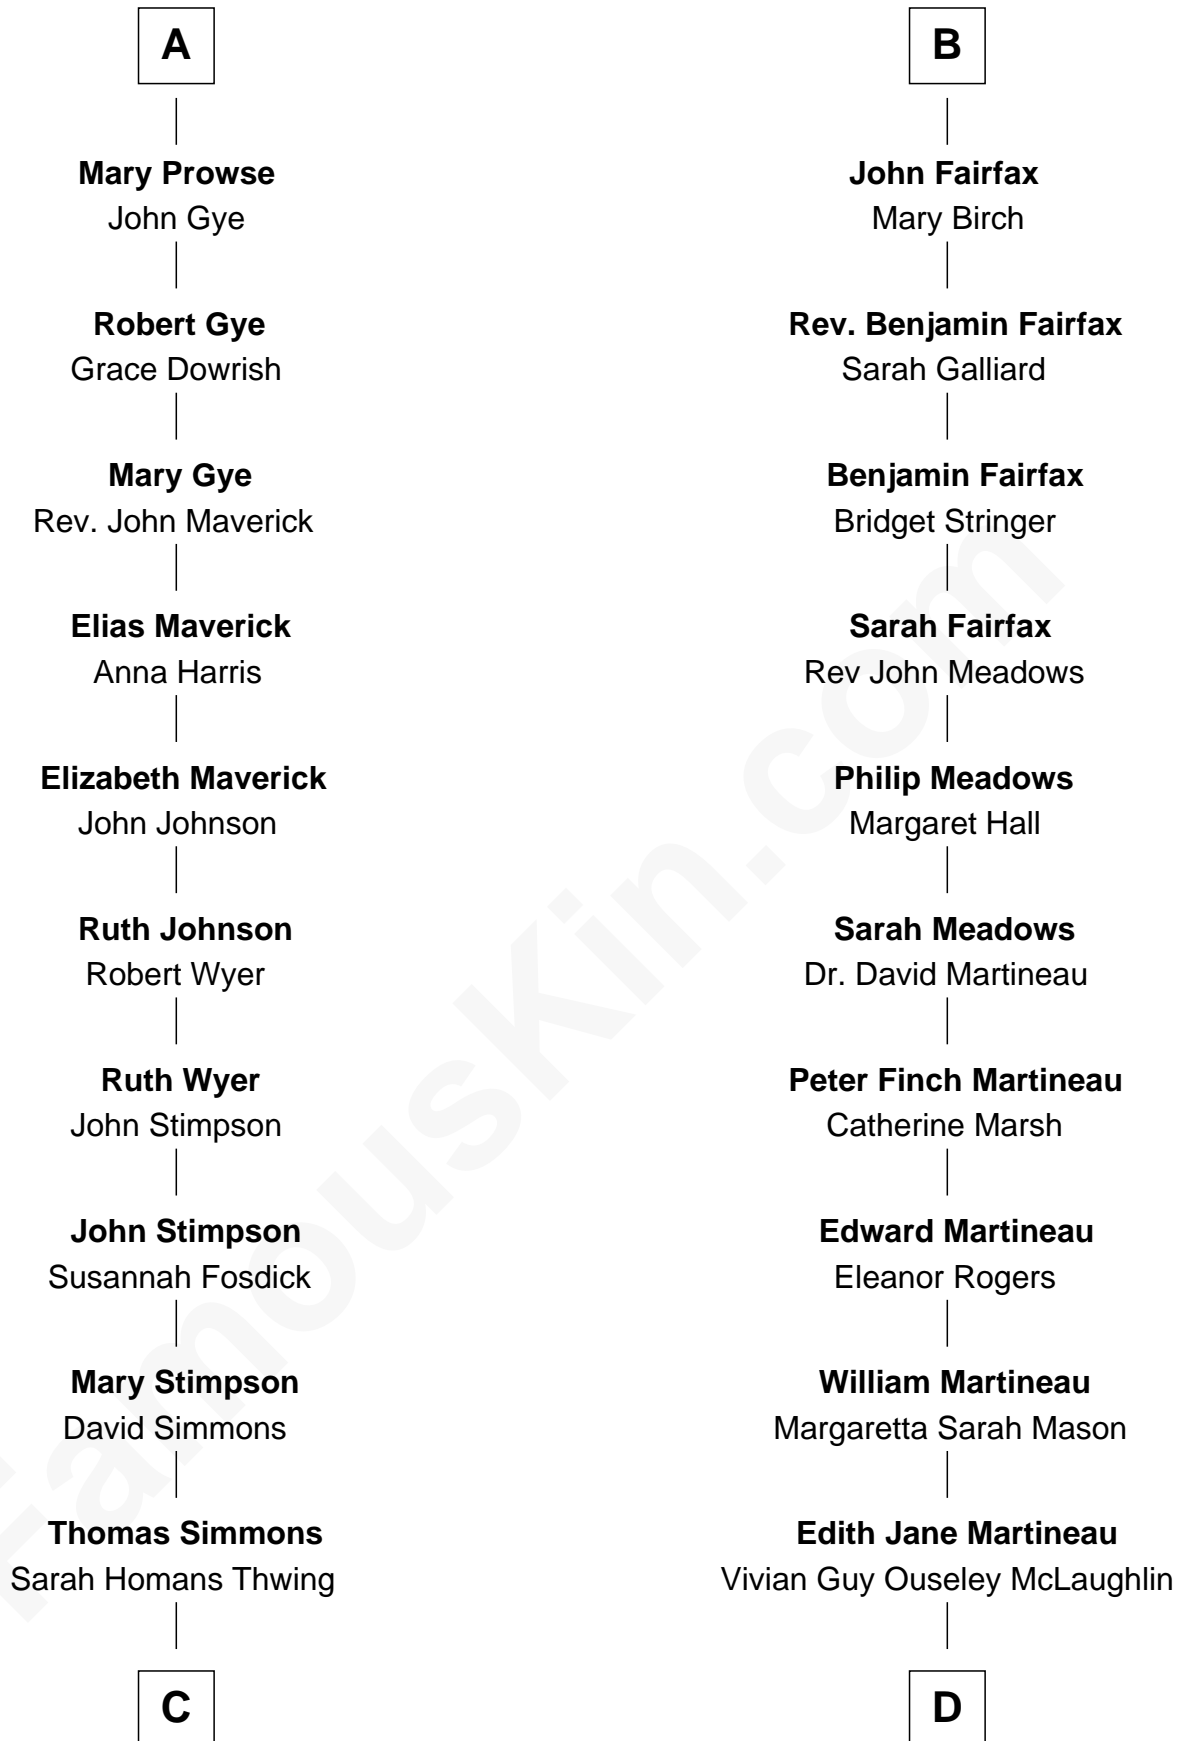 A
Mary Prowse
John Gye
Robert Gye
Grace Dowrish
Mary Gye
Rev. John Maverick
Elias Maverick
Anna Harris
Elizabeth Maverick
John Johnson
Ruth Johnson
Robert Wyer
Ruth Wyer
John Stimpson
John Stimpson
Susannah Fosdick
Mary Stimpson
David Simmons
Thomas Simmons
Sarah Homans Thwing
C
B
John Fairfax
Mary Birch
Rev. Benjamin Fairfax
Sarah Galliard
Benjamin Fairfax
Bridget Stringer
Sarah Fairfax
Rev John Meadows
Philip Meadows
Margaret Hall
Sarah Meadows
Dr. David Martineau
Peter Finch Martineau
Catherine Marsh
Edward Martineau
Eleanor Rogers
William Martineau
Margaretta Sarah Mason
Edith Jane Martineau
Vivian Guy Ouseley McLaughlin
D
FamousKin.com